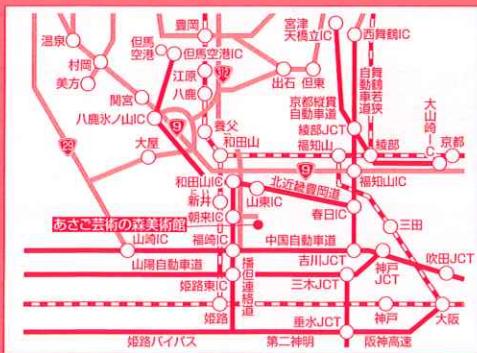 豊岡
宮津
天橋立IC
西舞鶴IC
温泉
但馬
空港
但馬空港IC
村岡
江原
312
美方
八鹿
出石
但東
舞鶴若狭
自動車道
関宮
京都縦貫
自動車道
大山崎IC
八鹿氷ノ山IC
9
養父
綾部JCT
29
大屋
和田山
福知山
綾部
京都
9
和田山IC
北近畿豊岡道
福知山IC
新井
山東IC
朝来IC
春日IC
三田
あさご芸術の森美術館
山崎IC
福崎IC
中国自動車道
吉川JCT
神戸
JCT
吹田JCT
山陽自動車道
播但連絡道
姫路東IC
三木JCT
姫路
神戸
大阪
垂水JCT
姫路バイパス
第二神明
阪神高速